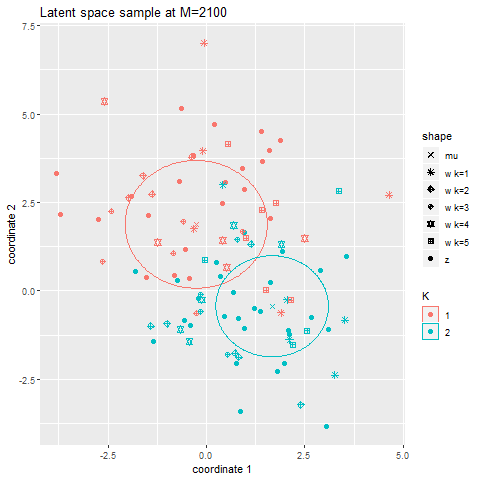 Latent space sample at M=2100
7.5
5.0
2.5
0.0
-2.5
-2.5
0.0
2.5
5.0
coordinate 1
coordinate 2
shape
mu
w k=1
w k=2
w k=3
w k=4
w k=5
z
K
1
2